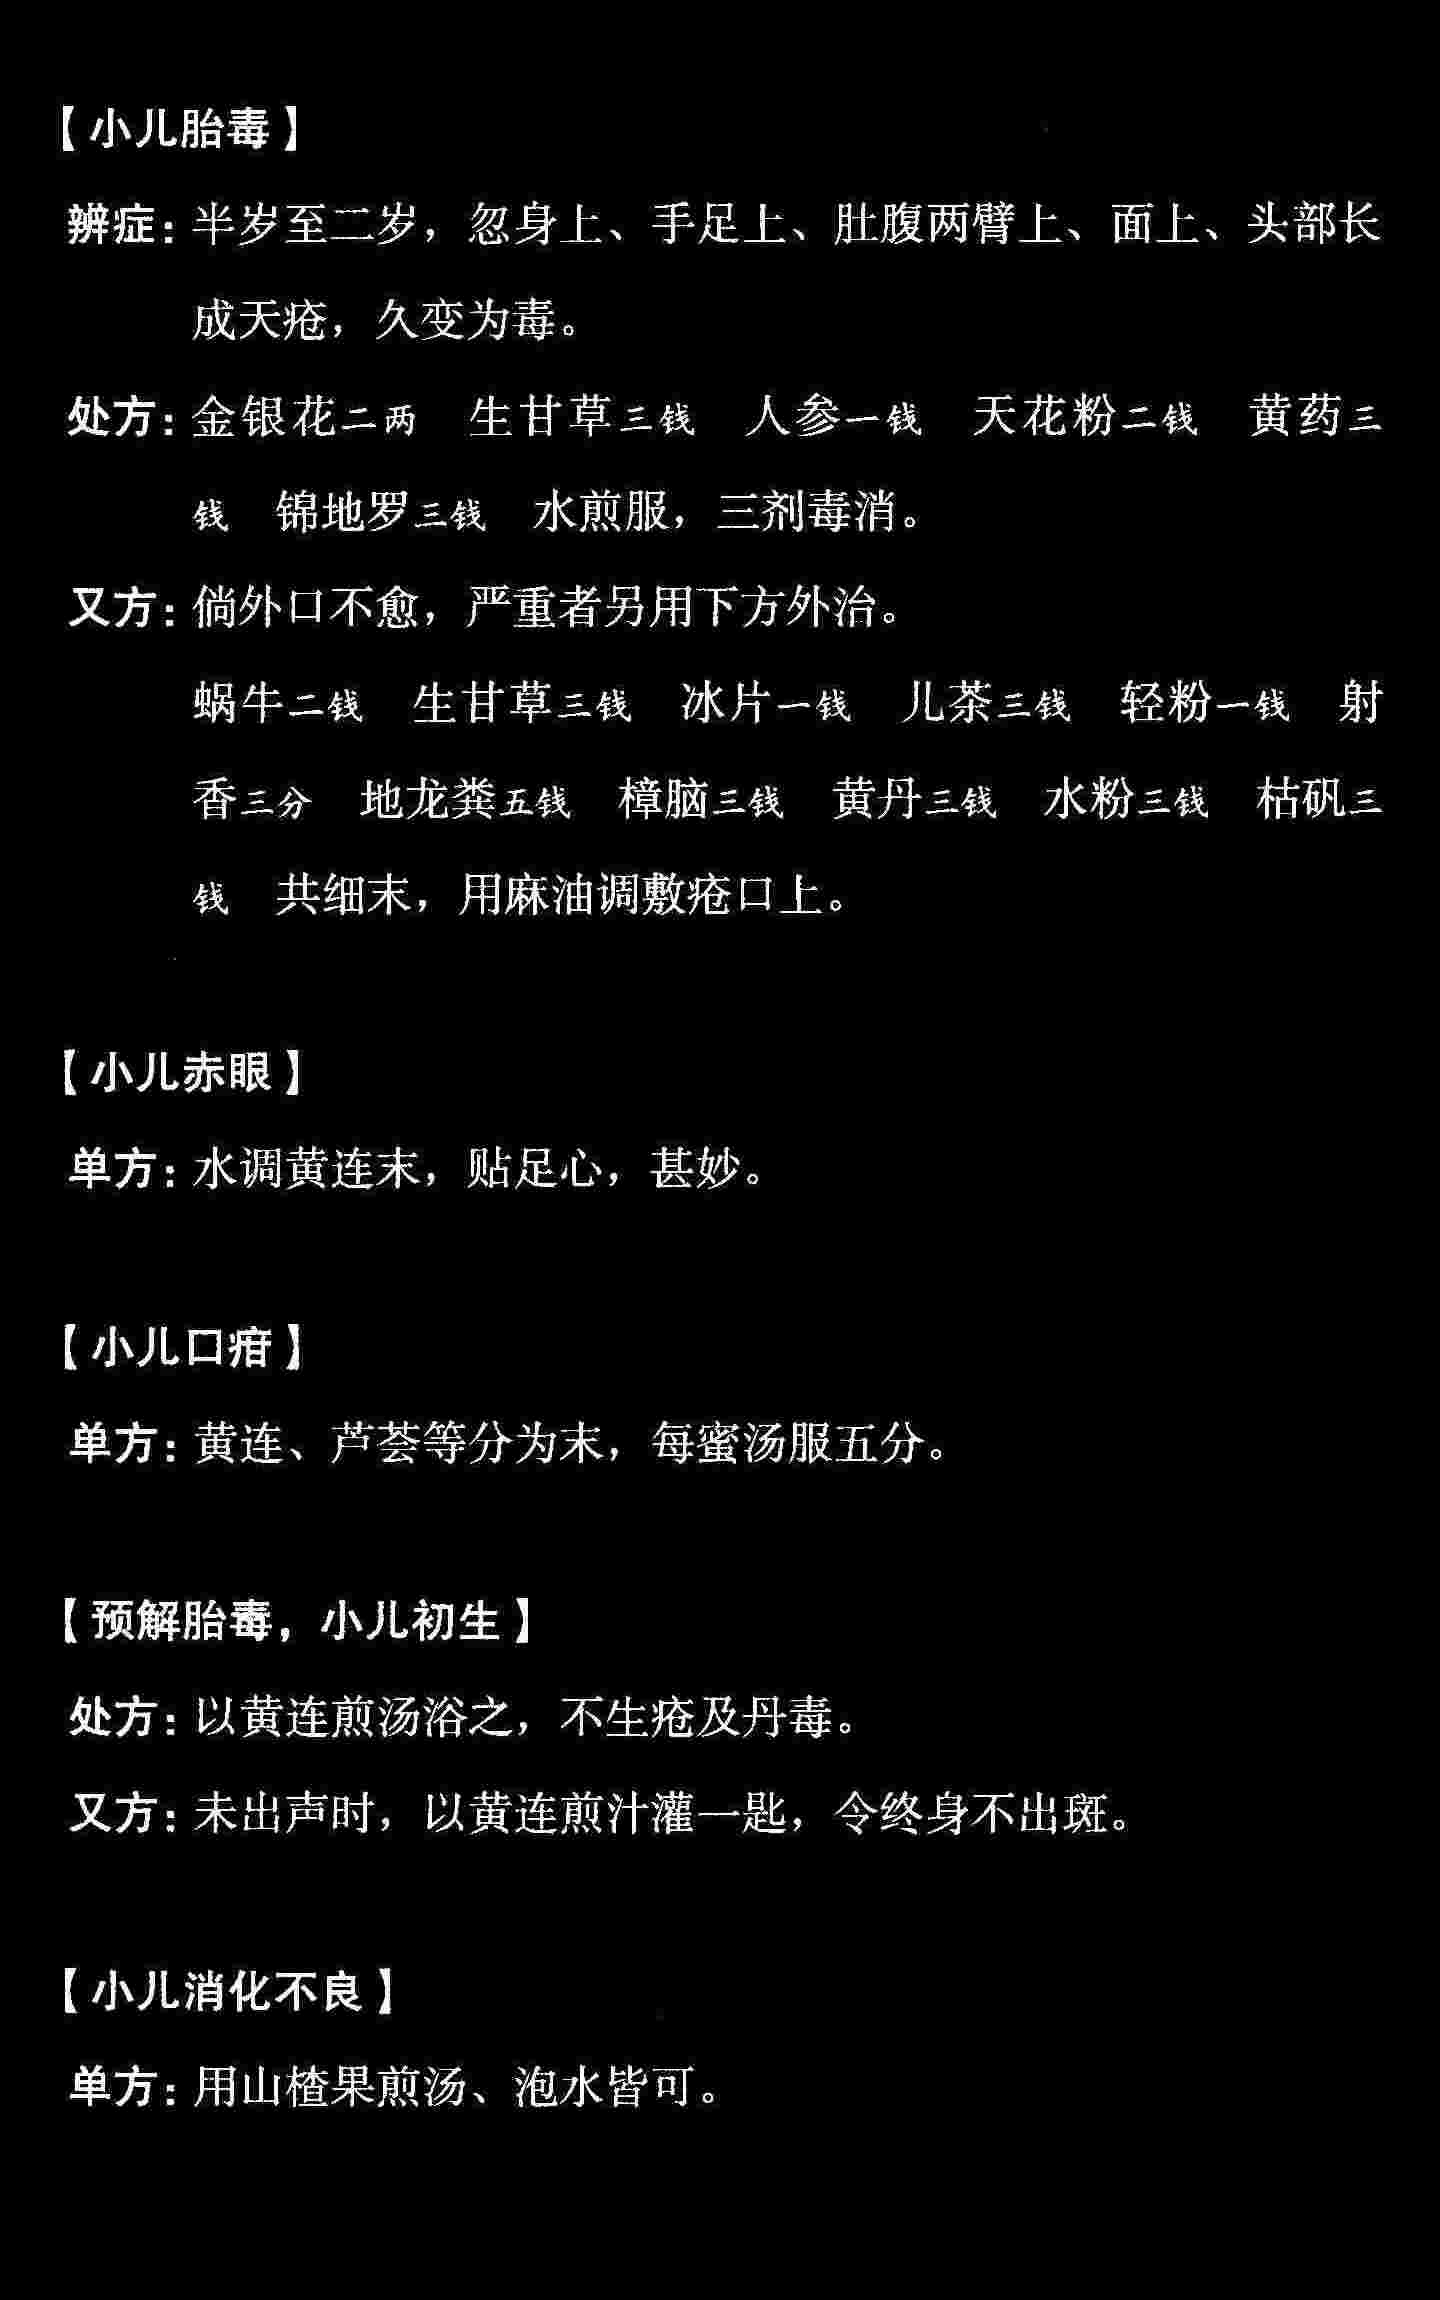 【小儿胎毒】
辨症：半岁至二岁，忽身上、手足上、肚腹两臂上、面上、头部长
成天疮，久变为毒。
处方：金银花二两 生甘草三钱 人参一钱 天花粉二钱 黄药三
钱 锦地罗三钱 水煎服，三剂毒消。
又方：倘外口不愈，严重者另用下方外治。
蜗牛二钱 生甘草三钱 冰片一钱 儿茶三钱 轻粉一钱 射
香三分 地龙粪五钱 樟脑三钱 黄丹三钱 水粉三钱 枯矾三
钱 共细末，用麻油调敷疮口上。
【小儿赤眼】
单方：水调黄连末，贴足心，甚妙。
【小儿口疳】
单方：黄连、芦荟等分为末，每蜜汤服五分。
【预解胎毒，小儿初生】
处方：以黄连煎汤浴之，不生疮及丹毒。
又方：未出声时，以黄连煎汁灌一匙，令终身不出斑。
【小儿消化不良】
单方：用山楂果煎汤、泡水皆可。